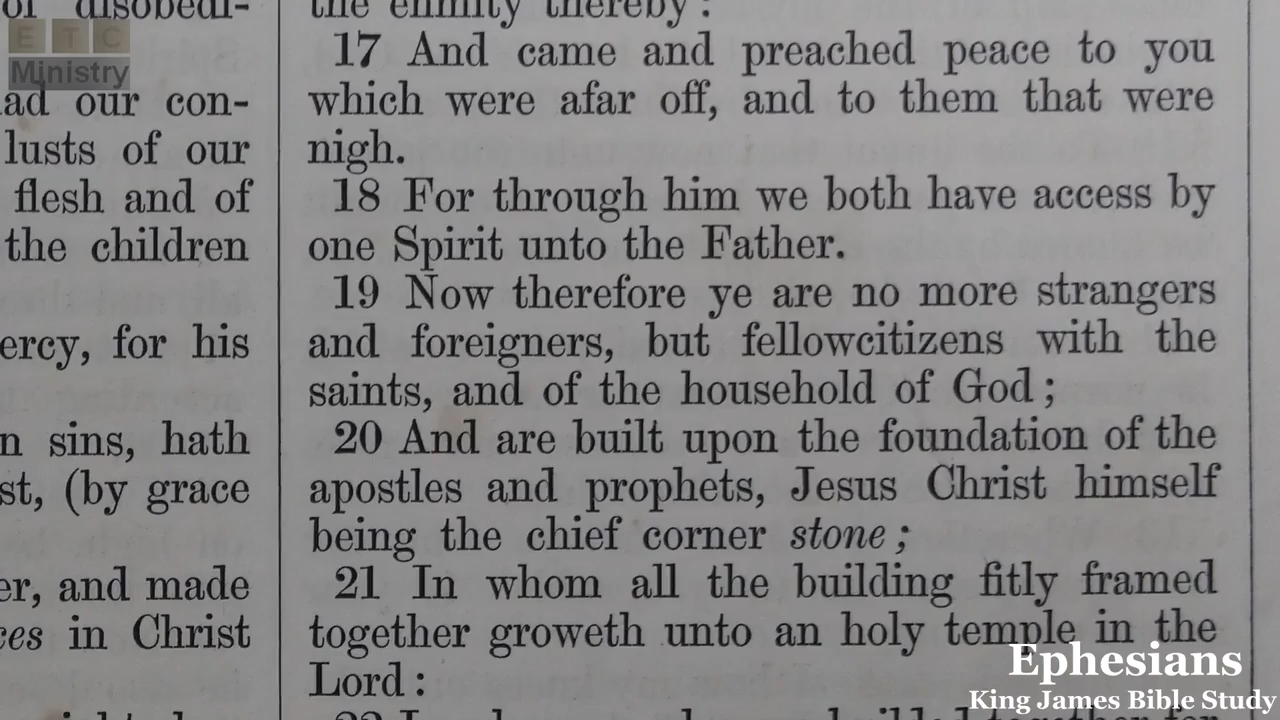 E T C
Ministry
of disobedi-
ad our con-
lusts of our
flesh and of
the children
ercy, for his
n sins, hath
st, (by grace
er, and made
ces in Christ
the enmity thereby:
17 And came and preached peace to you
which were afar off, and to them that were
nigh.
18 For through him we both have access by
one Spirit unto the Father.
19 Now therefore ye are no more strangers
and foreigners, but fellowcitizens with the
saints, and of the household of God;
20 And are built upon the foundation of the
apostles and prophets, Jesus Christ himself
being the chief corner stone;
21 In whom all the building fitly framed
together groweth unto an holy temple in the
Lord:
Ephesians
King James Bible Study